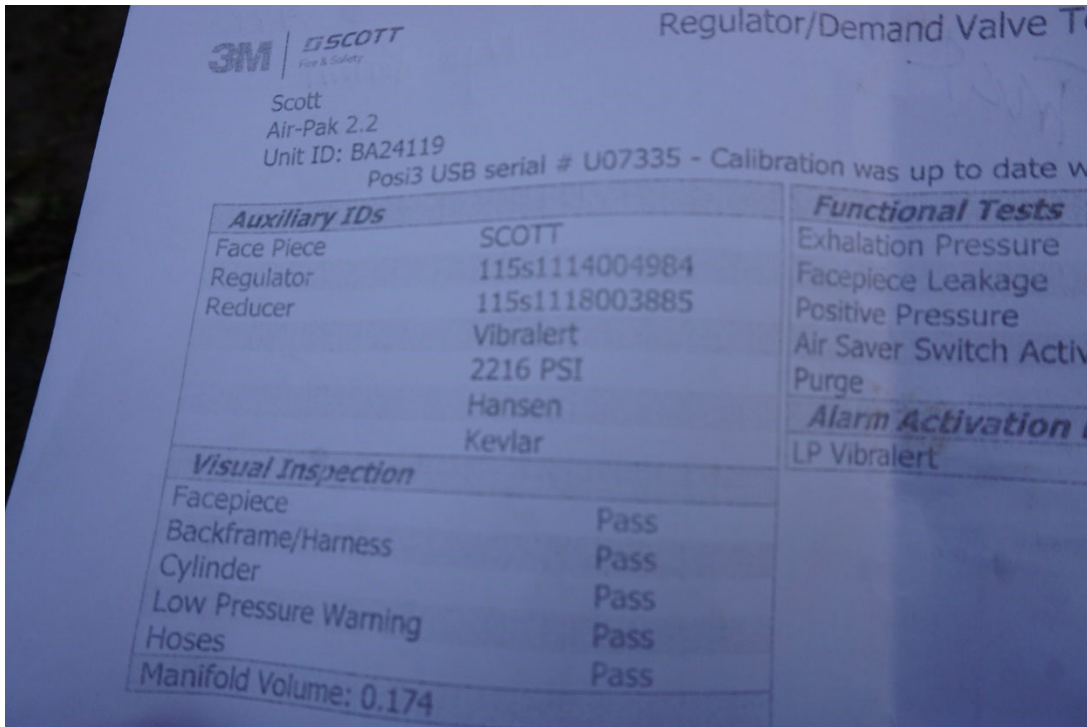 Regulator/Demand Valve T
3M SCOTT
Fire & Safety
Scott
Air-Pak 2.2
Unit ID: BA24119
Posi3 USB serial # U07335 - Calibration was up to date w
Auxiliary IDs
Face Piece SCOTT
Regulator 115s1114004984
Reducer 115s1118003885
Vibralert
2216 PSI
Hansen
Kevlar
Visual Inspection
Facepiece Pass
Backframe/Harness Pass
Cylinder Pass
Low Pressure Warning Pass
Hoses Pass
Manifold Volume: 0.174
Functional Tests
Exhalation Pressure
Facepiece Leakage
Positive Pressure
Air Saver Switch Activ
Purge
Alarm Activation
LP Vibralert